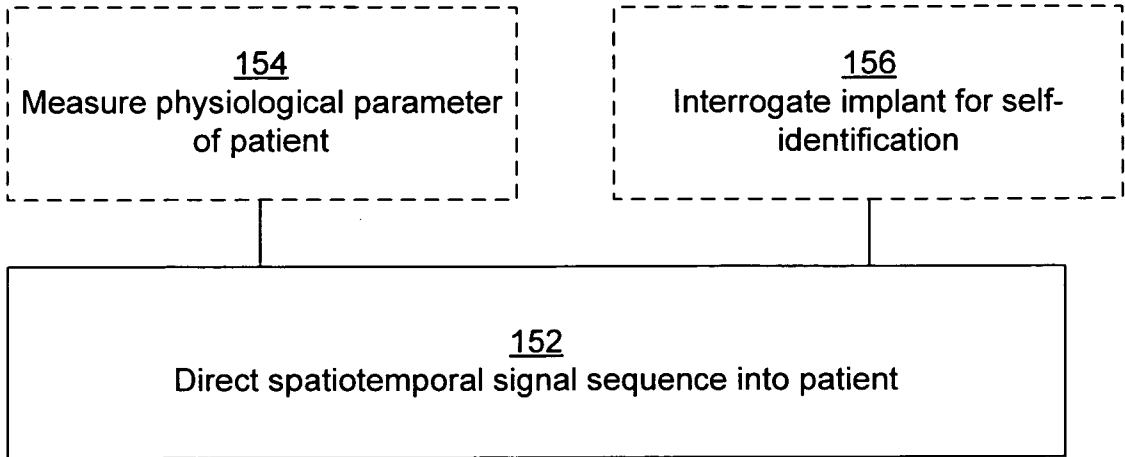 154
Measure physiological parameter
of patient
156
Interrogate implant for self-
identification
152
Direct spatiotemporal signal sequence into patient